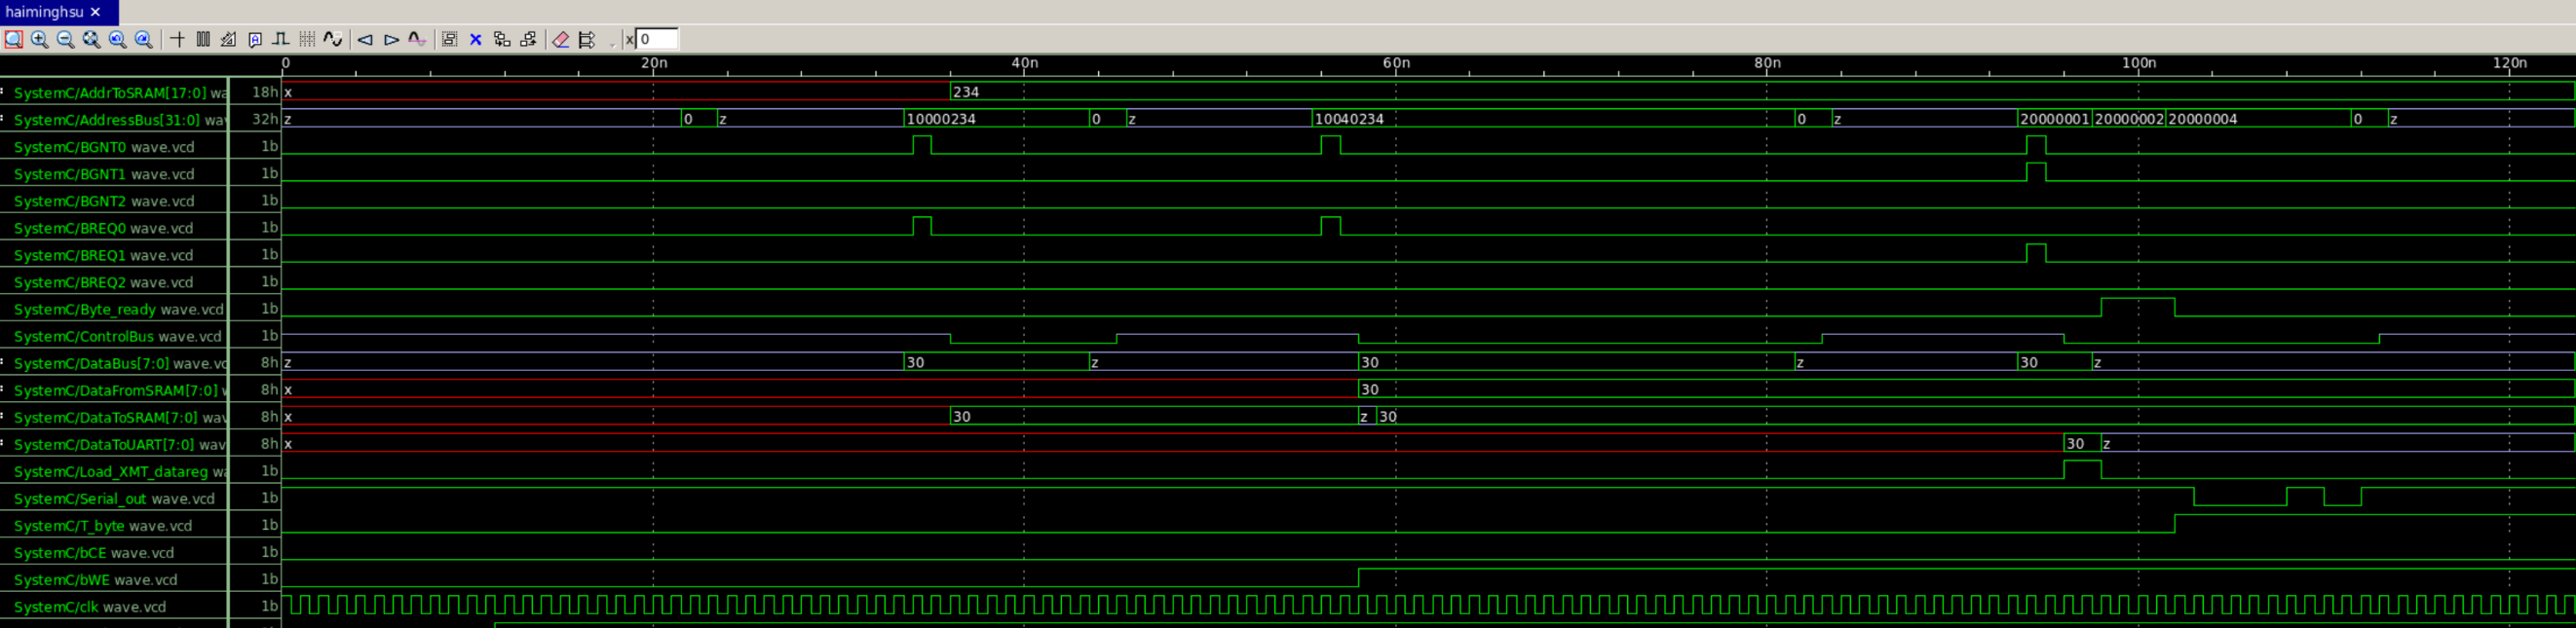 haiminghsu ×
x 0
0 20n 40n 60n 80n 100n 120n
SystemC/AddrToSRAM[17:0] wa 18h x 234
SystemC/AddressBus[31:0] wav 32h z 0 z 10000234 0 z 10040234 0 z 20000001 20000002 20000004 0 z
SystemC/BGNT0 wave.vcd 1b
SystemC/BGNT1 wave.vcd 1b
SystemC/BGNT2 wave.vcd 1b
SystemC/BREQ0 wave.vcd 1b
SystemC/BREQ1 wave.vcd 1b
SystemC/BREQ2 wave.vcd 1b
SystemC/Byte_ready wave.vcd 1b
SystemC/ControlBus wave.vcd 1b
SystemC/DataBus[7:0] wave.vc 8h z 30 z 30 z 30 z
SystemC/DataFromSRAM[7:0] w 8h x 30
SystemC/DataToSRAM[7:0] wav 8h x 30 z 30
SystemC/DataToUART[7:0] wav 8h x 30 z
SystemC/Load_XMT_datareg wa 1b
SystemC/Serial_out wave.vcd 1b
SystemC/T_byte wave.vcd 1b
SystemC/bCE wave.vcd 1b
SystemC/bWE wave.vcd 1b
SystemC/clk wave.vcd 1b